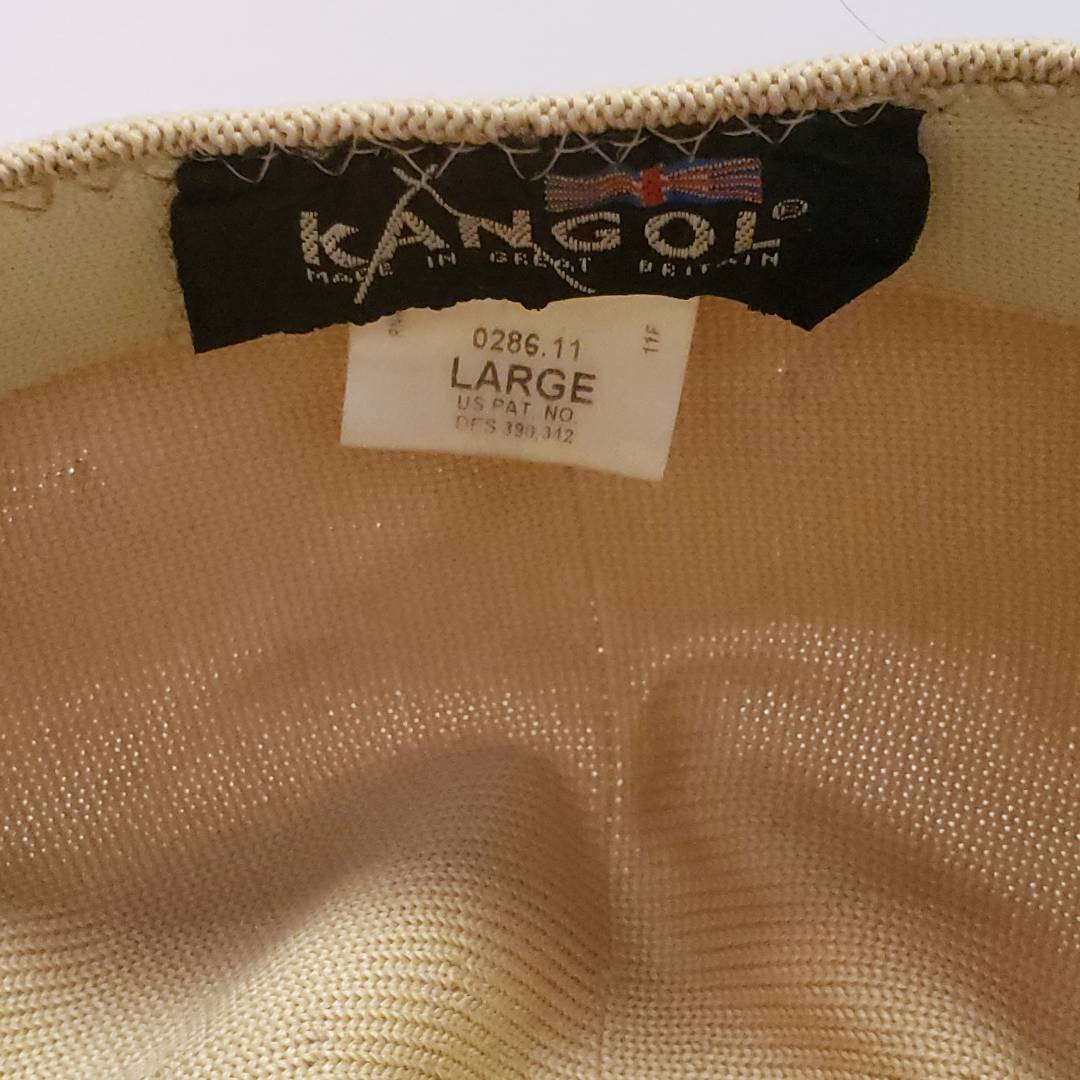 KANGOL®
MADE IN GREAT BRITAIN
0286.11
11F
LARGE
US PAT. NO.
DES 390,342